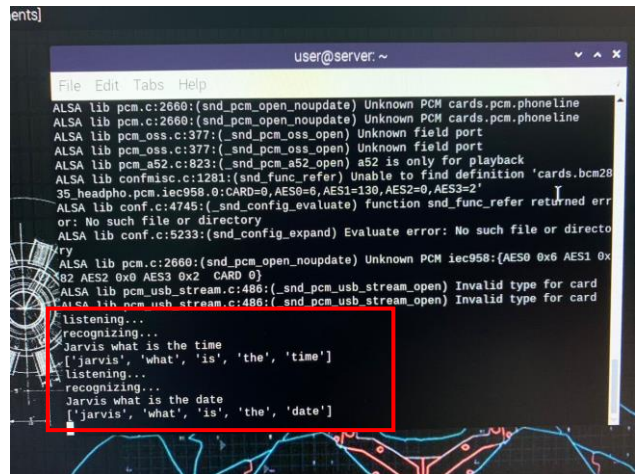 ents]
user@server: ~
File Edit Tabs Help
ALSA lib pcm.c:2660:(snd_pcm_open_noupdate) Unknown PCM cards.pcm.phoneline
ALSA lib pcm.c:2660:(snd_pcm_open_noupdate) Unknown PCM cards.pcm.phoneline
ALSA lib pcm_oss.c:377:(_snd_pcm_oss_open) Unknown field port
ALSA lib pcm_oss.c:377:(_snd_pcm_oss_open) Unknown field port
ALSA lib pcm_a52.c:823:(_snd_pcm_a52_open) a52 is only for playback
ALSA lib confmisc.c:1281:(snd_func_refer) Unable to find definition 'cards.bcm28
35_headpho.pcm.iec958.0:CARD=0,AES0=6,AES1=130,AES2=0,AES3=2'
ALSA lib conf.c:4745:(_snd_config_evaluate) function snd_func_refer returned err
or: No such file or directory
ALSA lib conf.c:5233:(snd_config_expand) Evaluate error: No such file or directo
ry
ALSA lib pcm.c:2660:(snd_pcm_open_noupdate) Unknown PCM iec958:{AES0 0x6 AES1 0x
82 AES2 0x0 AES3 0x2 CARD 0}
ALSA lib pcm_usb_stream.c:486:(_snd_pcm_usb_stream_open) Invalid type for card
ALSA lib pcm_usb_stream.c:486:(_snd_pcm_usb_stream_open) Invalid type for card
listening...
recognizing...
Jarvis what is the time
['jarvis', 'what', 'is', 'the', 'time']
listening...
recognizing...
Jarvis what is the date
['jarvis', 'what', 'is', 'the', 'date']